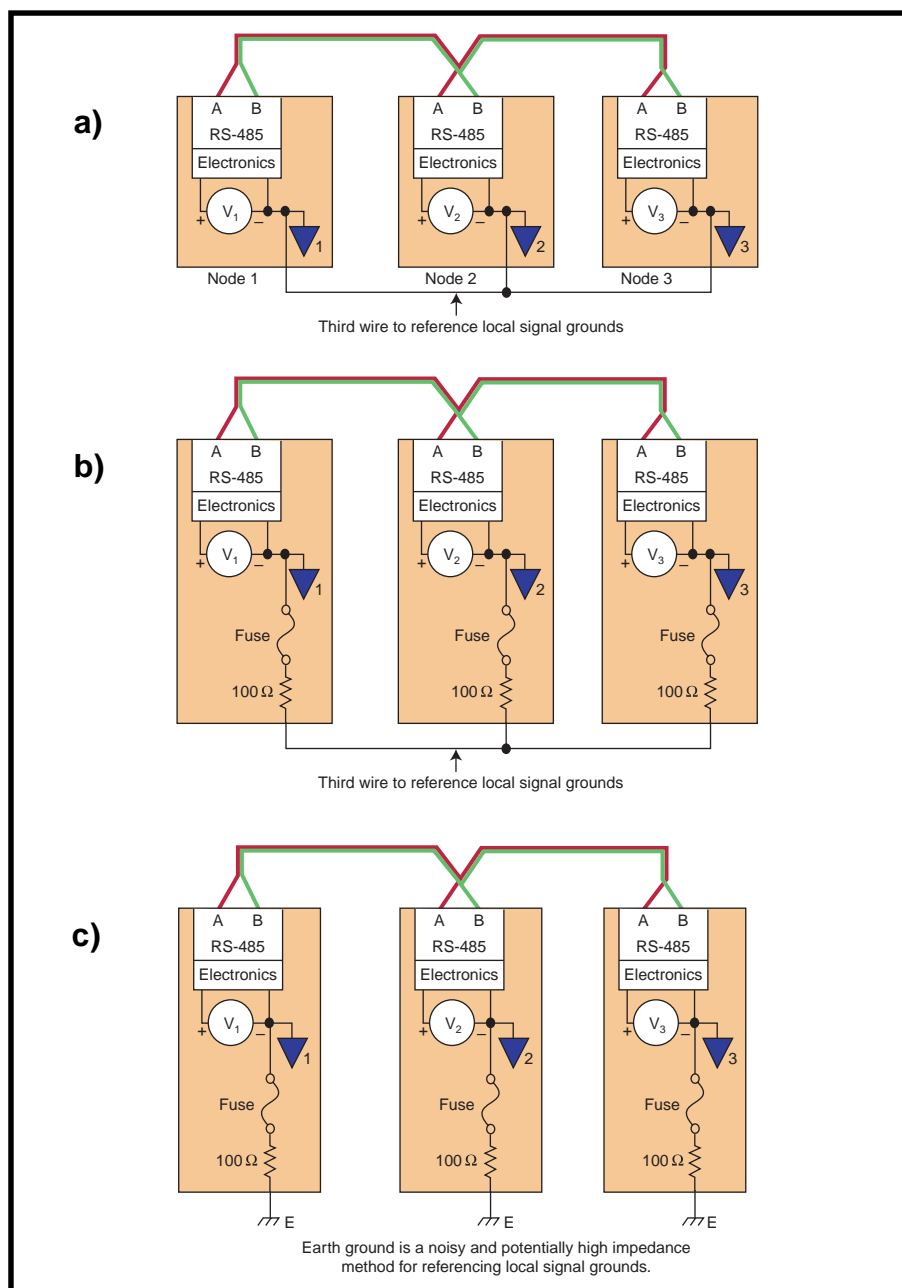 a)
A B A B A B
RS-485 RS-485 RS-485
Electronics Electronics Electronics
+ V1 – 1 + V2 – 2 + V3 – 3
Node 1 Node 2 Node 3
Third wire to reference local signal grounds
b)
A B A B A B
RS-485 RS-485 RS-485
Electronics Electronics Electronics
+ V1 – 1 + V2 – 2 + V3 – 3
Fuse Fuse Fuse
100 Ω 100 Ω 100 Ω
Third wire to reference local signal grounds
c)
A B A B A B
RS-485 RS-485 RS-485
Electronics Electronics Electronics
+ V1 – 1 + V2 – 2 + V3 – 3
Fuse Fuse Fuse
100 Ω 100 Ω 100 Ω
E E E
Earth ground is a noisy and potentially high impedance
method for referencing local signal grounds.